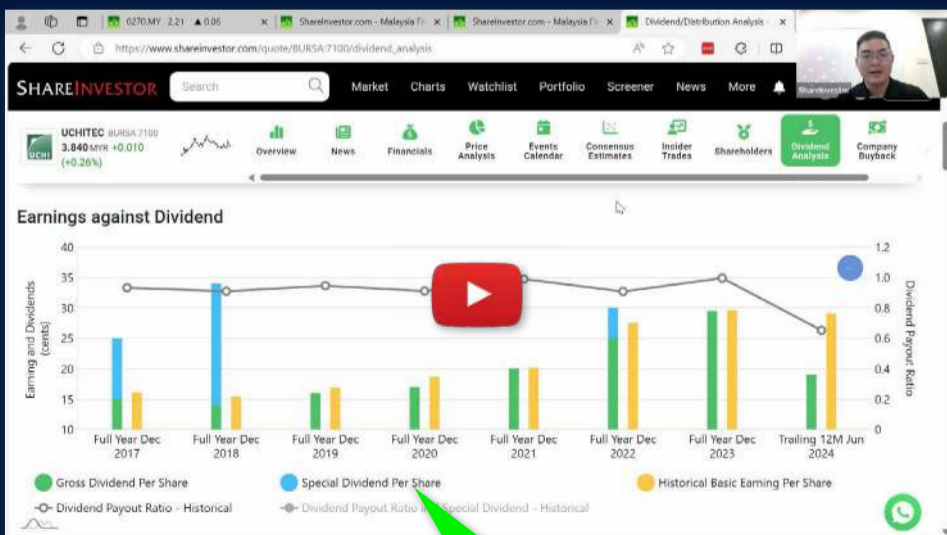 0270.MY 2.21 ▲ 0.06
ShareInvestor.com - Malaysia Fi
ShareInvestor.com - Malaysia Fi
Dividend/Distribution Analysis -
https://www.shareinvestor.com/quote/BURSA:7100/dividend_analysis
SHAREINVESTOR
Search
Market
Charts
Watchlist
Portfolio
Screener
News
More
ShareInvestor
UCHI
UCHITEC BURSA 7100
3.840 MYR +0.010
(+0.26%)
Overview
News
Financials
Price Analysis
Events Calendar
Consensus Estimates
Insider Trades
Shareholders
Dividend Analysis
Company Buyback
Earnings against Dividend
Earning and Dividends
(cents)
40
35
30
25
20
15
10
1.2
1.0
0.8
0.6
0.4
0.2
0
Dividend Payout Ratio
Full Year Dec 2017
Full Year Dec 2018
Full Year Dec 2019
Full Year Dec 2020
Full Year Dec 2021
Full Year Dec 2022
Full Year Dec 2023
Trailing 12M Jun 2024
Gross Dividend Per Share
Special Dividend Per Share
Historical Basic Earning Per Share
Dividend Payout Ratio - Historical
Dividend Payout Ratio Special Dividend - Historical